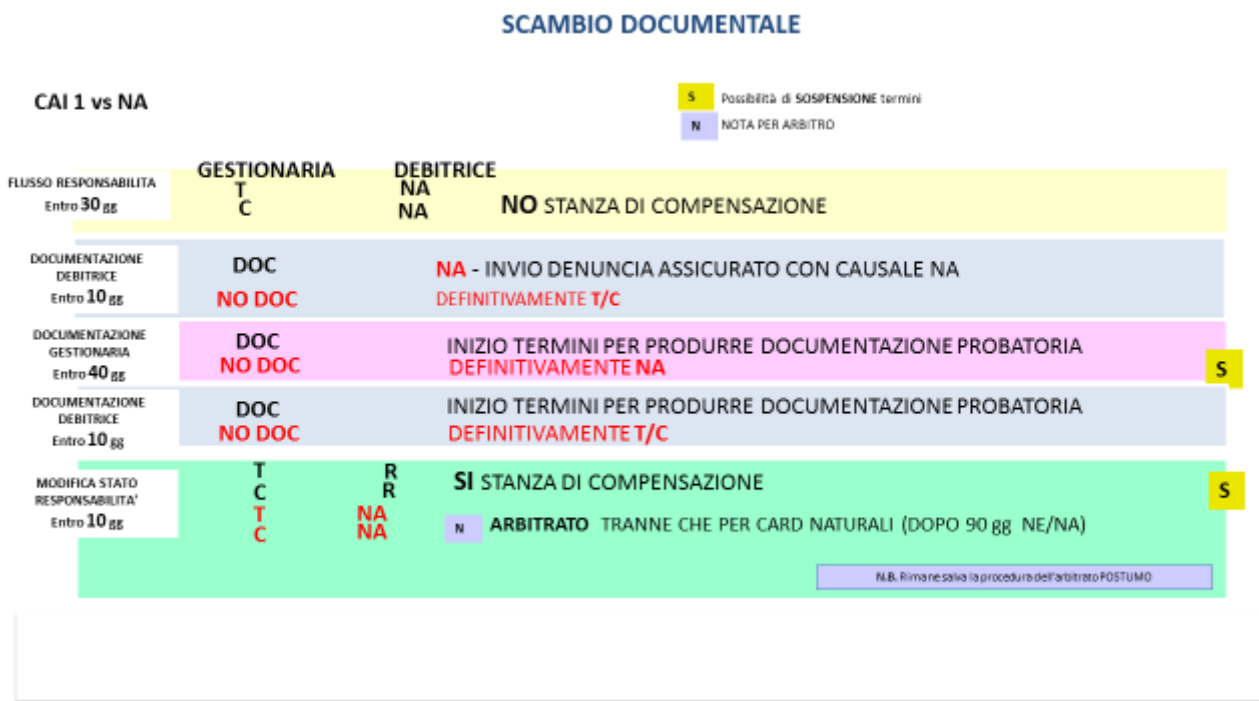 SCAMBIO DOCUMENTALE
CAI 1 vs NA
S Possibilità di SOSPENSIONE termini
N NOTA PER ARBITRO
GESTIONARIA DEBITRICE
FLUSSO RESPONSABILITA
Entro 30 gg
T NA
C NA
NO STANZA DI COMPENSAZIONE
DOCUMENTAZIONE
DEBITRICE
Entro 10 gg
DOC NA - INVIO DENUNCIA ASSICURATO CON CAUSALE NA
NO DOC DEFINITIVAMENTE T/C
DOCUMENTAZIONE
GESTIONARIA
Entro 40 gg
DOC INIZIO TERMINI PER PRODURRE DOCUMENTAZIONE PROBATORIA
NO DOC DEFINITIVAMENTE NA
S
DOCUMENTAZIONE
DEBITRICE
Entro 10 gg
DOC INIZIO TERMINI PER PRODURRE DOCUMENTAZIONE PROBATORIA
NO DOC DEFINITIVAMENTE T/C
MODIFICA STATO
RESPONSABILITA'
Entro 10 gg
T R
C R
SI STANZA DI COMPENSAZIONE
S
T NA
C NA
N ARBITRATO TRANNE CHE PER CARD NATURALI (DOPO 90 gg NE/NA)
N.B. Rimane salva la procedura dell'arbitrato POSTUMO